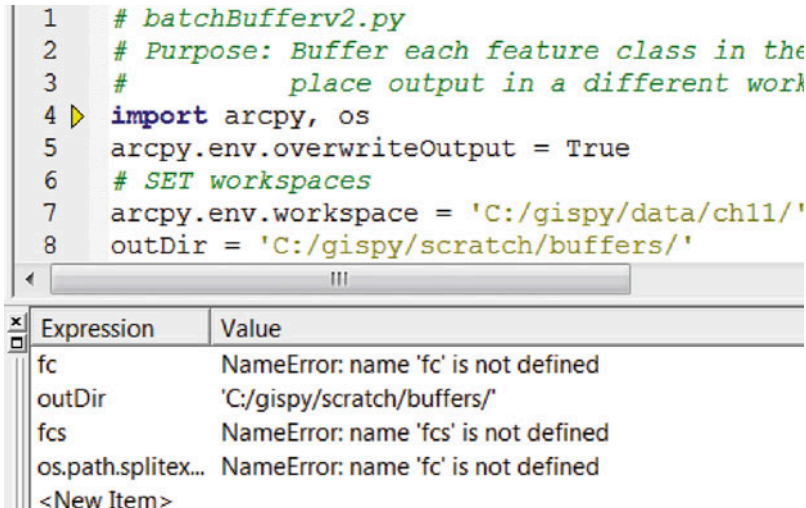 1 # batchBufferv2.py
2 # Purpose: Buffer each feature class in the
3 # place output in a different work
4 import arcpy, os
5 arcpy.env.overwriteOutput = True
6 # SET workspaces
7 arcpy.env.workspace = 'C:/gispy/data/ch11/'
8 outDir = 'C:/gispy/scratch/buffers/'
Expression Value
fc NameError: name 'fc' is not defined
outDir 'C:/gispy/scratch/buffers/'
fcs NameError: name 'fcs' is not defined
os.path.splitex... NameError: name 'fc' is not defined
<New Item>